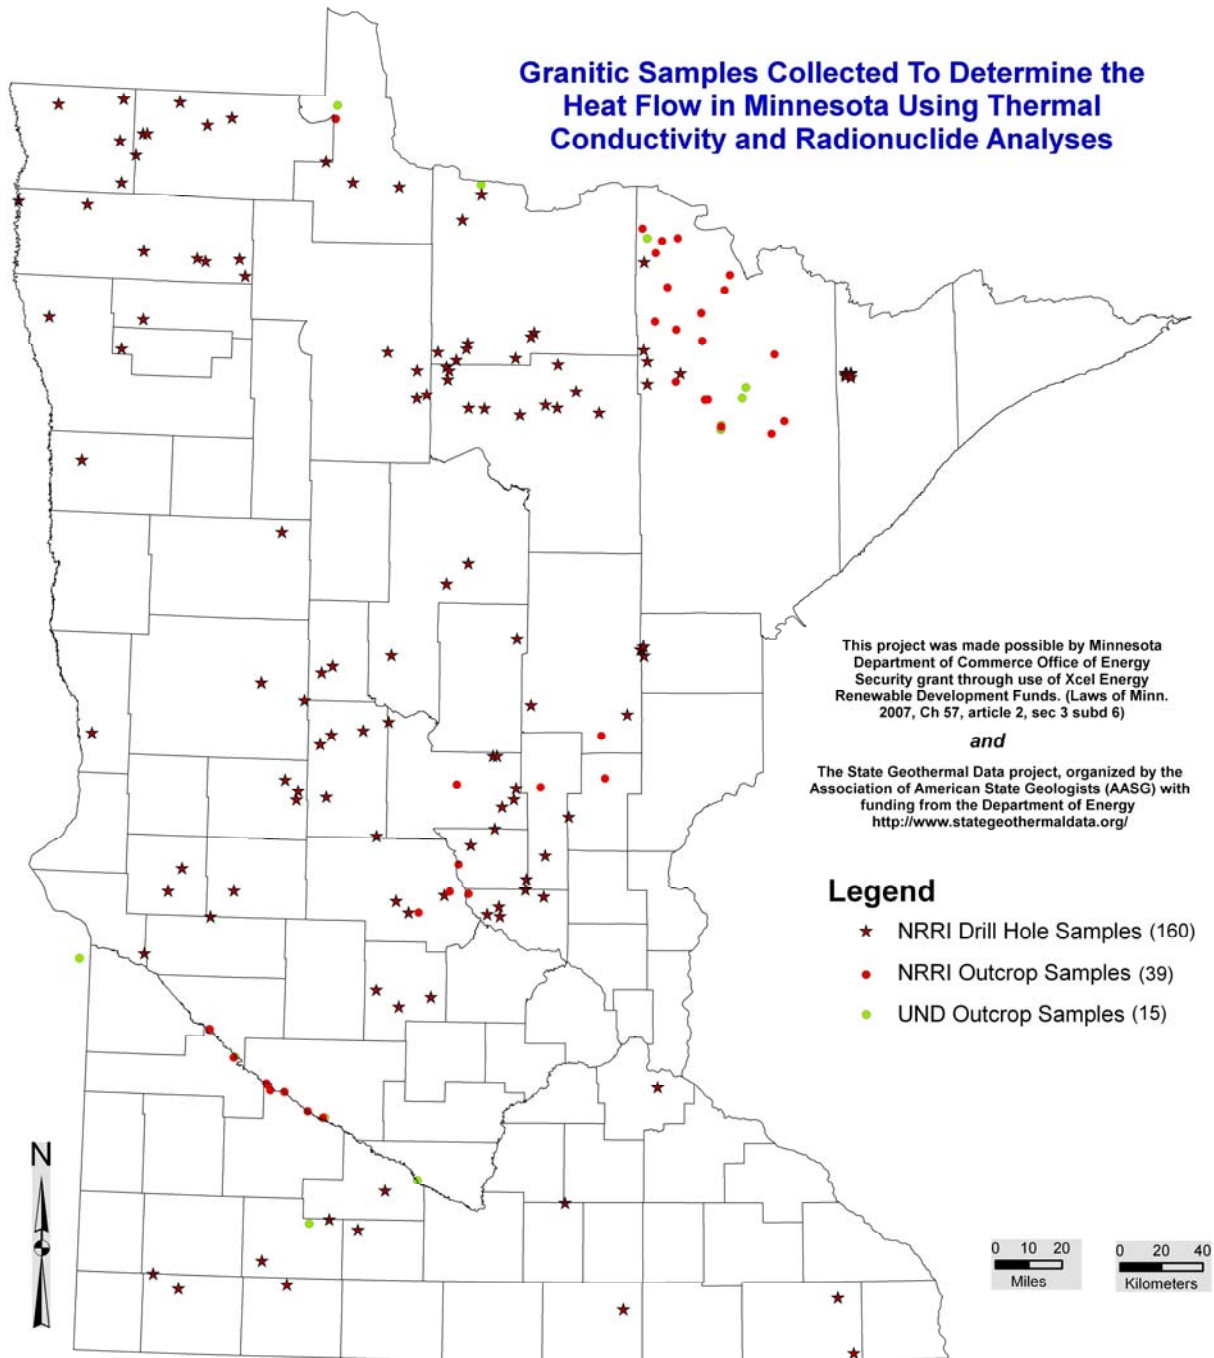 Granitic Samples Collected To Determine the
Heat Flow in Minnesota Using Thermal
Conductivity and Radionuclide Analyses
This project was made possible by Minnesota
Department of Commerce Office of Energy
Security grant through use of Xcel Energy
Renewable Development Funds. (Laws of Minn.
2007, Ch 57, article 2, sec 3 subd 6)
and
The State Geothermal Data project, organized by the
Association of American State Geologists (AASG) with
funding from the Department of Energy
http://www.stategeothermaldata.org/
Legend
NRRI Drill Hole Samples (160)
NRRI Outcrop Samples (39)
UND Outcrop Samples (15)
N
0 10 20
Miles
0 20 40
Kilometers